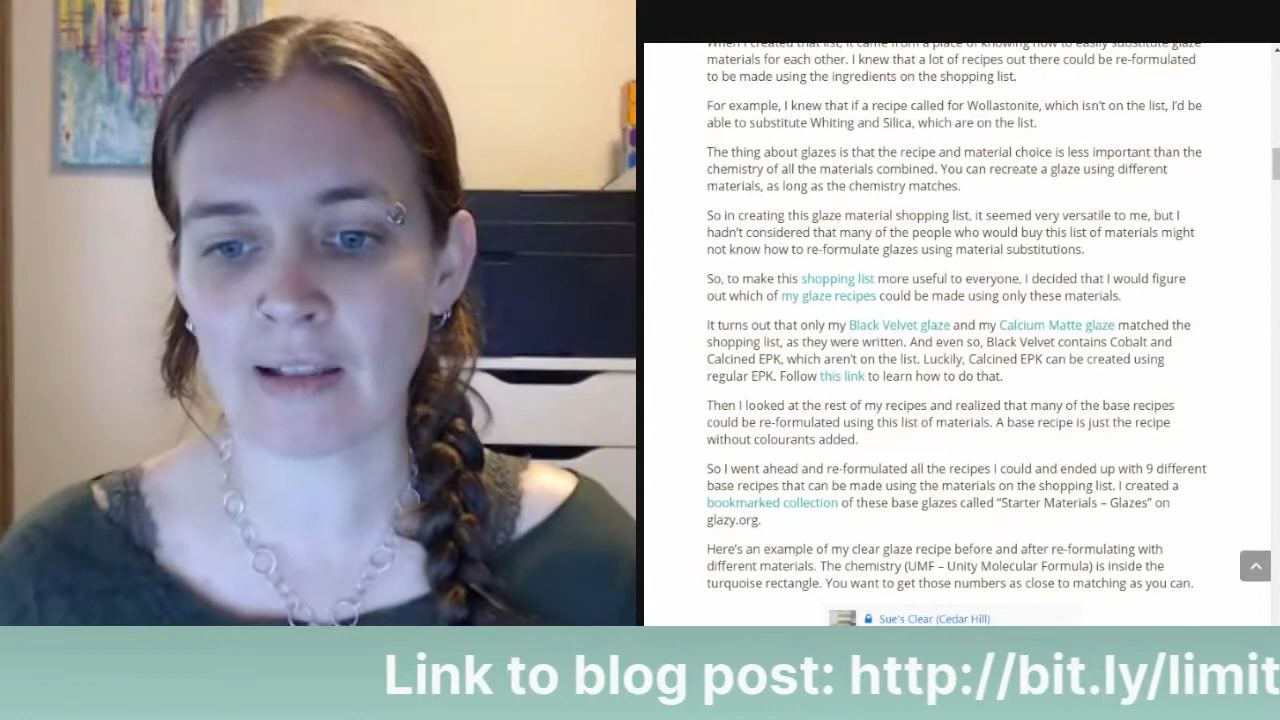 When I created that list, it came from a place of knowing how to easily substitute glaze
materials for each other. I knew that a lot of recipes out there could be re-formulated
to be made using the ingredients on the shopping list.
For example, I knew that if a recipe called for Wollastonite, which isn't on the list, I'd be
able to substitute Whiting and Silica, which are on the list.
The thing about glazes is that the recipe and material choice is less important than the
chemistry of all the materials combined. You can recreate a glaze using different
materials, as long as the chemistry matches.
So in creating this glaze material shopping list, it seemed very versatile to me, but I
hadn't considered that many of the people who would buy this list of materials might
not know how to re-formulate glazes using material substitutions.
So, to make this shopping list more useful to everyone, I decided that I would figure
out which of my glaze recipes could be made using only these materials.
It turns out that only my Black Velvet glaze and my Calcium Matte glaze matched the
shopping list, as they were written. And even so, Black Velvet contains Cobalt and
Calcined EPK, which aren't on the list. Luckily, Calcined EPK can be created using
regular EPK. Follow this link to learn how to do that.
Then I looked at the rest of my recipes and realized that many of the base recipes
could be re-formulated using this list of materials. A base recipe is just the recipe
without colourants added.
So I went ahead and re-formulated all the recipes I could and ended up with 9 different
base recipes that can be made using the materials on the shopping list. I created a
bookmarked collection of these base glazes called “Starter Materials – Glazes” on
glazy.org.
Here's an example of my clear glaze recipe before and after re-formulating with
different materials. The chemistry (UMF – Unity Molecular Formula) is inside the
turquoise rectangle. You want to get those numbers as close to matching as you can.
Sue's Clear (Cedar Hill)
Link to blog post: http://bit.ly/limit